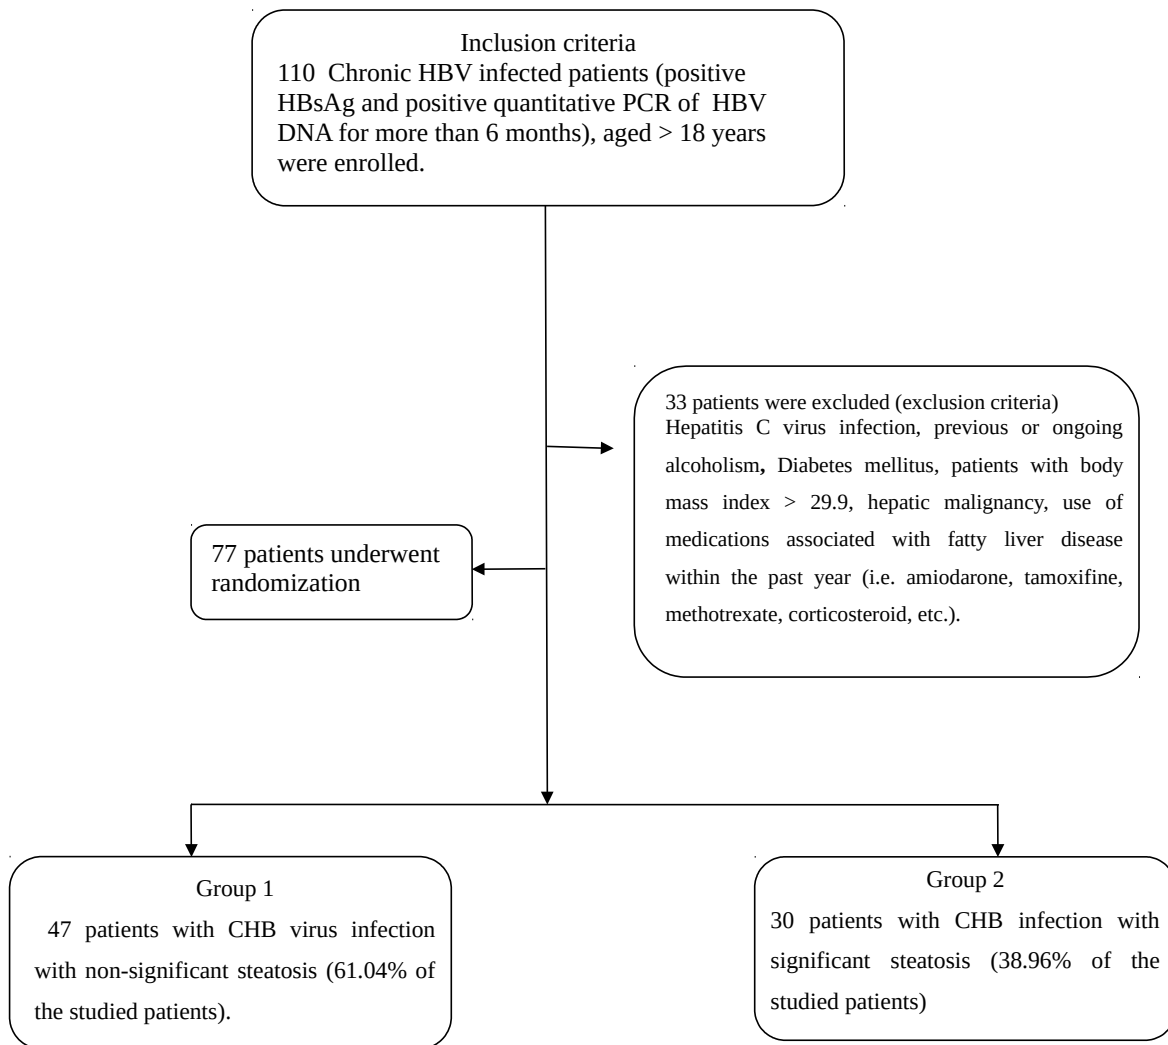 Inclusion criteria
110 Chronic HBV infected patients (positive
HBsAg and positive quantitative PCR of HBV
DNA for more than 6 months), aged > 18 years
were enrolled.
33 patients were excluded (exclusion criteria)
Hepatitis C virus infection, previous or ongoing
alcoholism, Diabetes mellitus, patients with body
mass index > 29.9, hepatic malignancy, use of
medications associated with fatty liver disease
within the past year (i.e. amiodarone, tamoxifine,
methotrexate, corticosteroid, etc.).
77 patients underwent
randomization
Group 1
47 patients with CHB virus infection
with non-significant steatosis (61.04% of
the studied patients).
Group 2
30 patients with CHB infection with
significant steatosis (38.96% of the
studied patients)